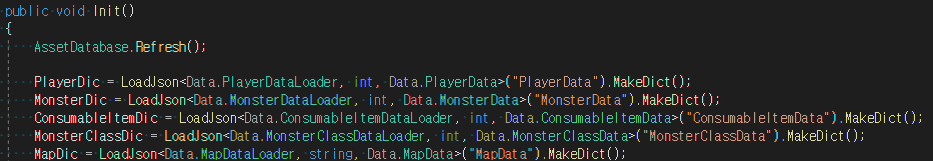 public void Init()
{
AssetDatabase.Refresh();
PlayerDic = LoadJson<Data.PlayerDataLoader, int, Data.PlayerData>("PlayerData").MakeDict();
MonsterDic = LoadJson<Data.MonsterDataLoader, int, Data.MonsterData>("MonsterData").MakeDict();
ConsumableItemDic = LoadJson<Data.ConsumableItemDataLoader, int, Data.ConsumableItemData>("ConsumableItemData").MakeDict();
MonsterClassDic = LoadJson<Data.MonsterClassDataLoader, int, Data.MonsterClassData>("MonsterClassData").MakeDict();
MapDic = LoadJson<Data.MapDataLoader, string, Data.MapData>("MapData").MakeDict();